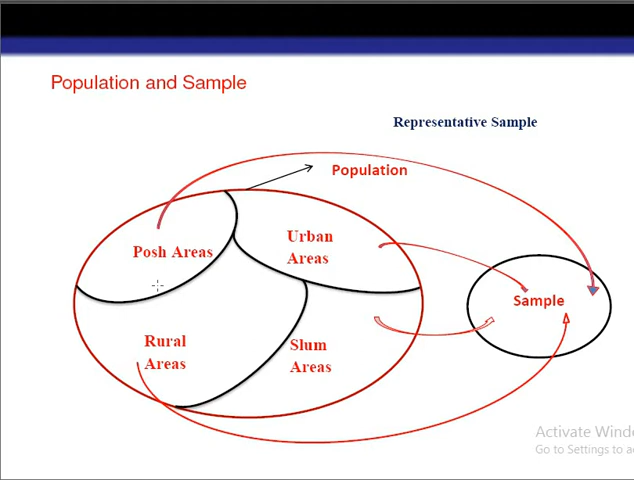 Population and Sample
Representative Sample
Population
Posh Areas
Urban
Areas
Sample
Rural
Areas
Slum
Areas
Activate
Go to Settings to